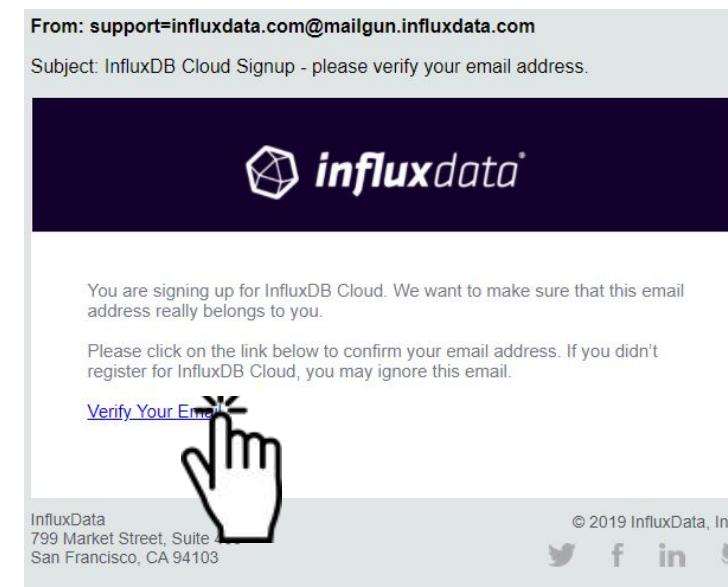 From: support=influxdata.com@mailgun.influxdata.com
Subject: InfluxDB Cloud Signup - please verify your email address.
influxdata®
You are signing up for InfluxDB Cloud. We want to make sure that this email
address really belongs to you.
Please click on the link below to confirm your email address. If you didn't
register for InfluxDB Cloud, you may ignore this email.
Verify Your Email
InfluxData
© 2019 InfluxData, In
799 Market Street, Suite
San Francisco, CA 94103